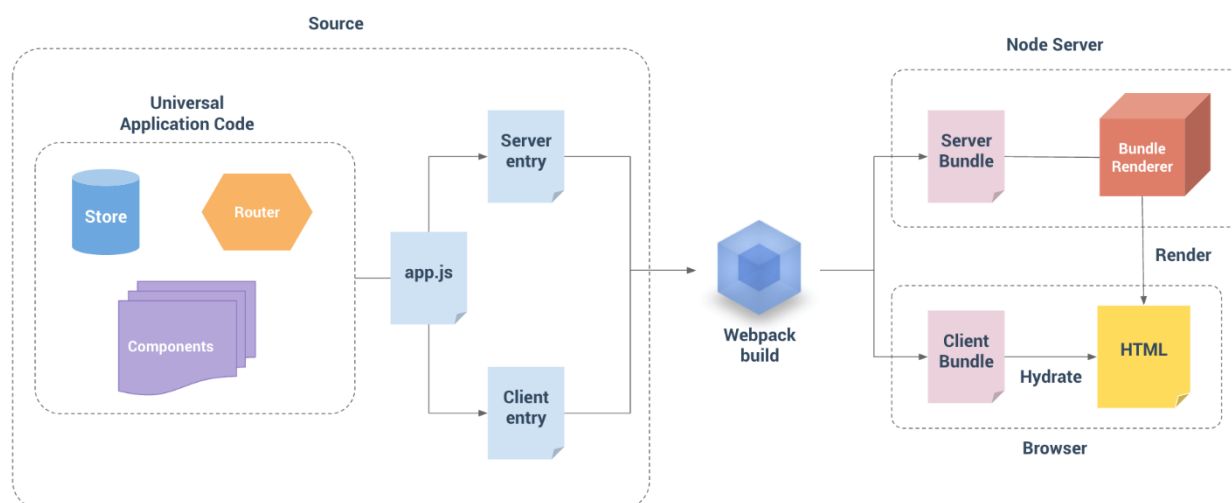 Source
Node Server
Universal
Application Code
Store
Router
Components
app.js
Server
entry
Client
entry
Webpack
build
Server
Bundle
Bundle
Renderer
Render
Client
Bundle
Hydrate
HTML
Browser